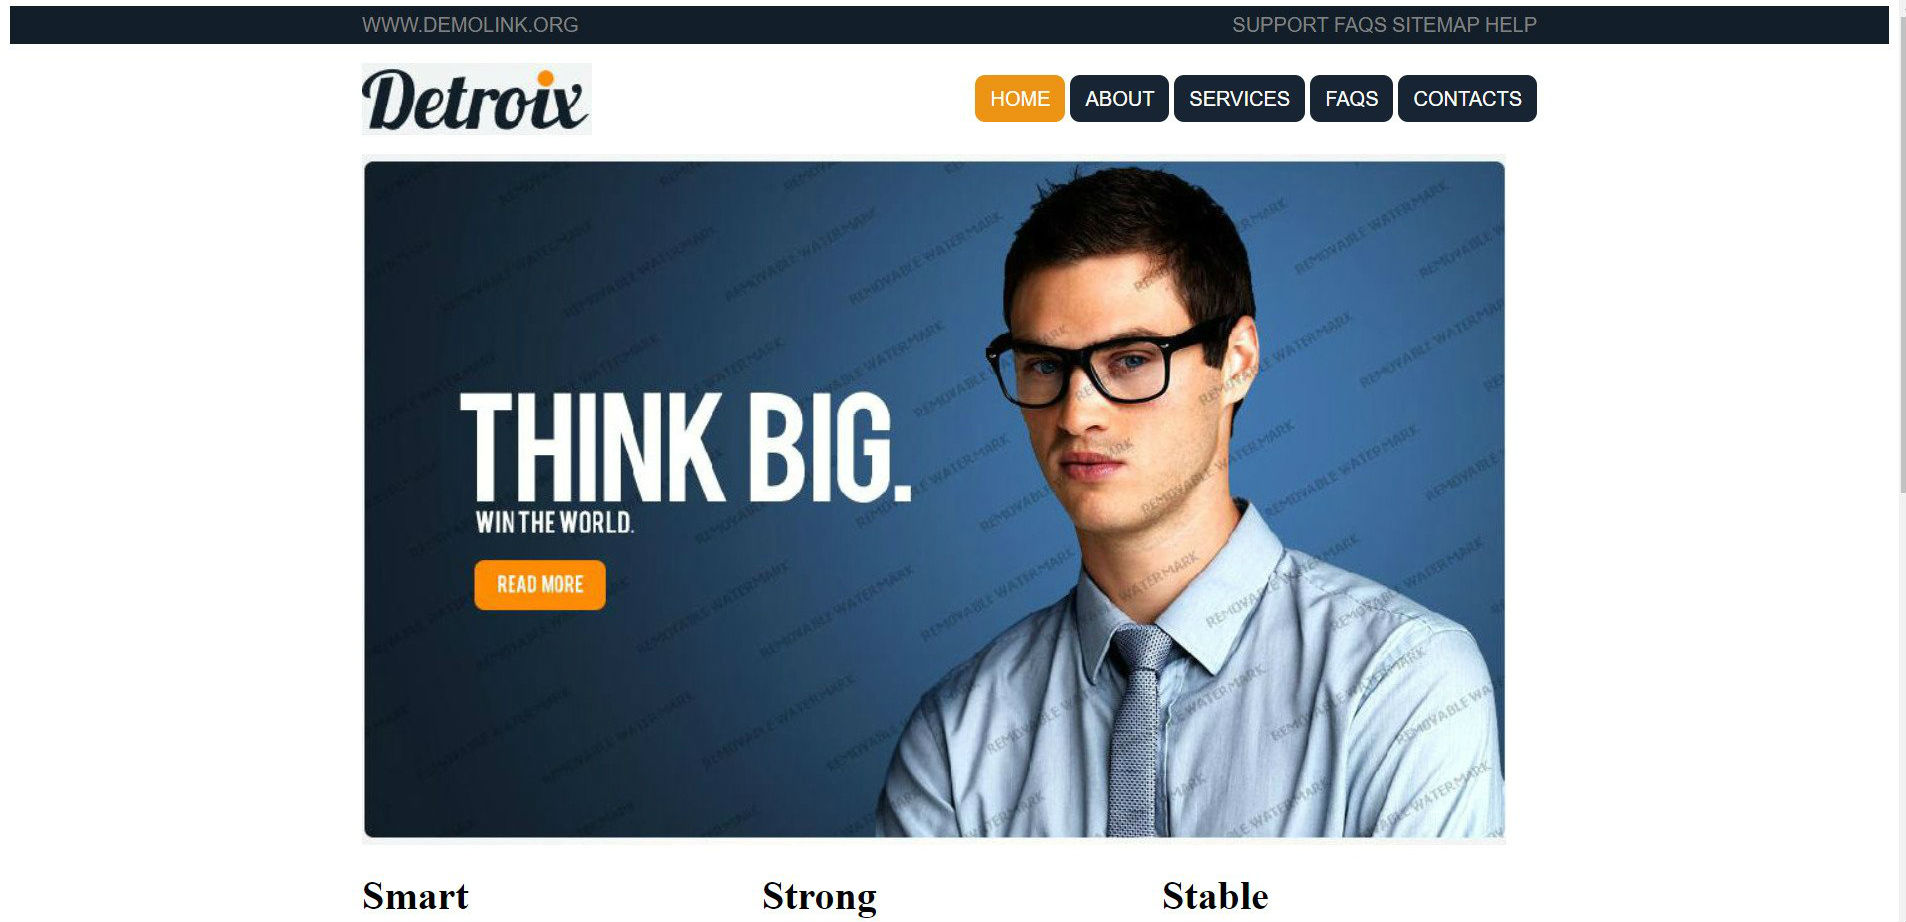 WWW.DEMOLINK.ORG
SUPPORT FAQS SITEMAP HELP
Detroix
HOME ABOUT SERVICES FAQS CONTACTS
THINK BIG.
WIN THE WORLD.
READ MORE
REMOVABLE WATERMARK
Smart
Strong
Stable